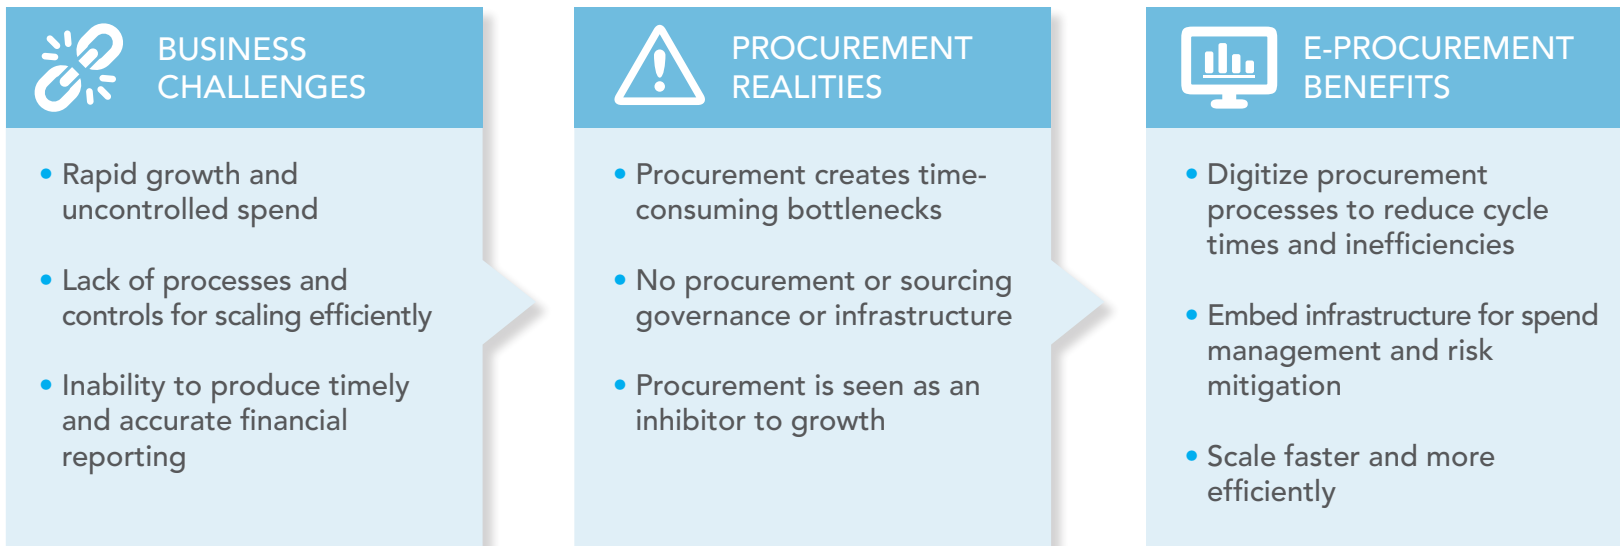 BUSINESS
CHALLENGES
• Rapid growth and
uncontrolled spend
• Lack of processes and
controls for scaling efficiently
• Inability to produce timely
and accurate financial
reporting
PROCUREMENT
REALITIES
• Procurement creates time-
consuming bottlenecks
• No procurement or sourcing
governance or infrastructure
• Procurement is seen as an
inhibitor to growth
E-PROCUREMENT
BENEFITS
• Digitize procurement
processes to reduce cycle
times and inefficiencies
• Embed infrastructure for spend
management and risk
mitigation
• Scale faster and more
efficiently